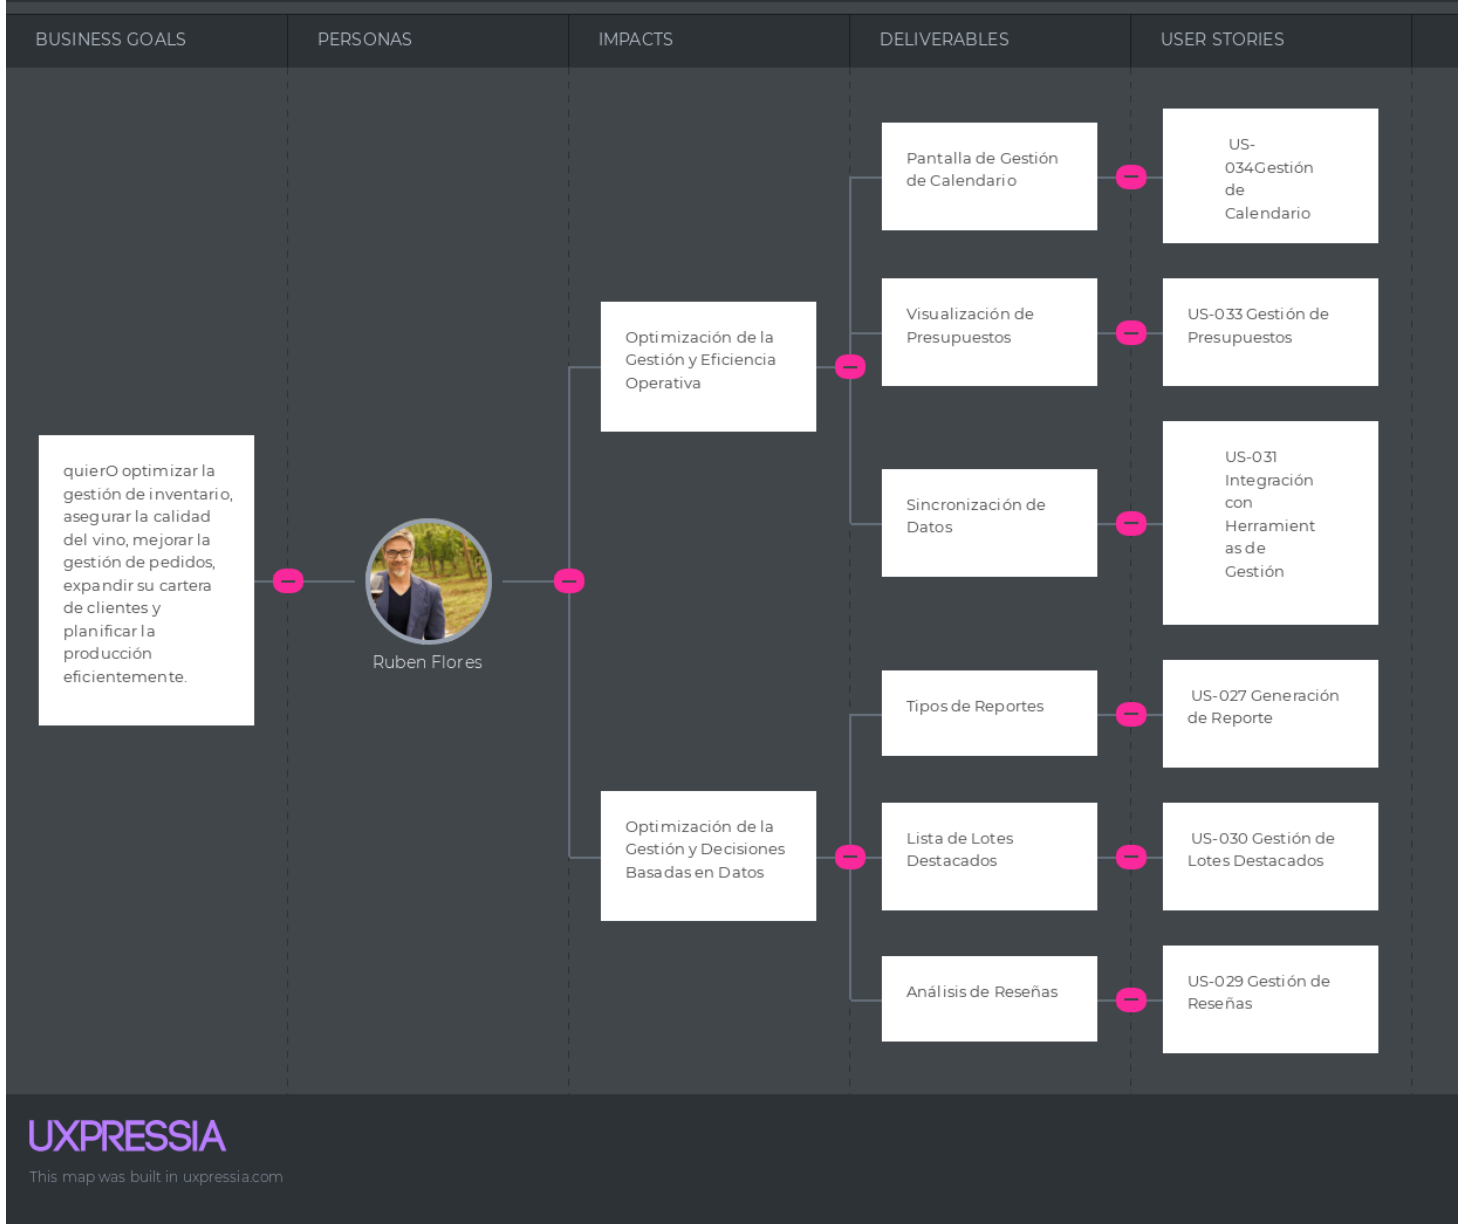 BUSINESS GOALS
PERSONAS
IMPACTS
DELIVERABLES
USER STORIES
quierO optimizar la
gestión de inventario,
asegurar la calidad
del vino, mejorar la
gestión de pedidos,
expandir su cartera
de clientes y
planificar la
producción
eficientemente.
Ruben Flores
Optimización de la
Gestión y Eficiencia
Operativa
Pantalla de Gestión
de Calendario
US-
034Gestión
de
Calendario
Visualización de
Presupuestos
US-033 Gestión de
Presupuestos
Sincronización de
Datos
US-031
Integración
con
Herramient
as de
Gestión
Optimización de la
Gestión y Decisiones
Basadas en Datos
Tipos de Reportes
US-027 Generación
de Reporte
Lista de Lotes
Destacados
US-030 Gestión de
Lotes Destacados
Análisis de Reseñas
US-029 Gestión de
Reseñas
UXPRESSIA
This map was built in uxpressia.com